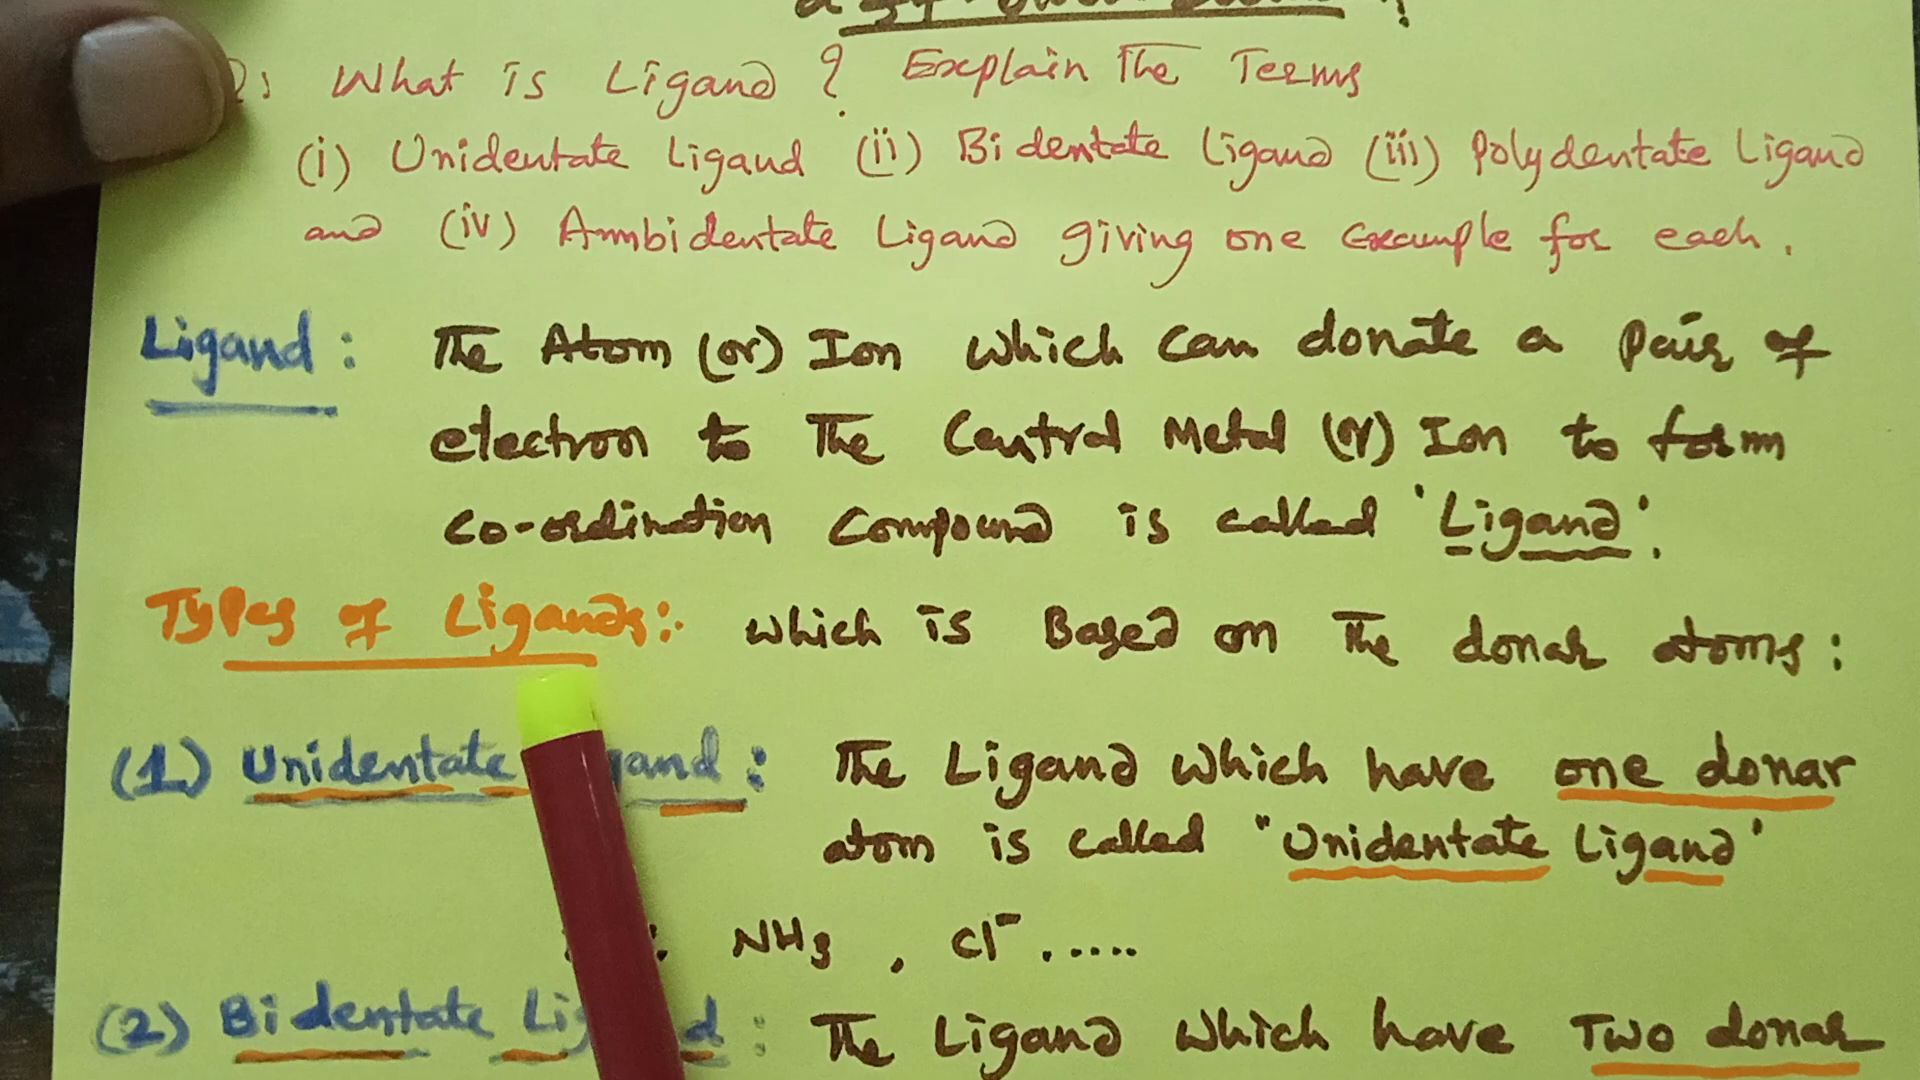 What is Ligand ? Explain The Terms
(i) Unidentate Ligand (ii) Bidentate Ligand (iii) Polydentate Ligand
and (iv) Ambidentate Ligand giving one Example for each.
Ligand : The Atom (or) Ion which can donate a Pair of
electron to The Central Metal (or) Ion to form
co-ordination Compound is called 'Ligand'.
Types of Ligands: which is Based on The donar atoms :
(1) Unidentate Ligand : The Ligand which have one donar
atom is called "Unidentate Ligand'
NH3 , Cl⁻ . . . . .
(2) Bidentate Ligand : The Ligand which have Two donar